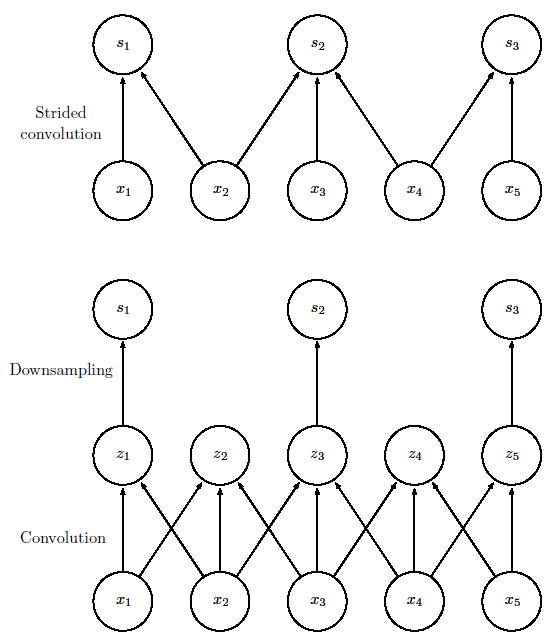 s₁ s₂ s₃
Strided
convolution
x₁ x₂ x₃ x₄ x₅
s₁ s₂ s₃
Downsampling
z₁ z₂ z₃ z₄ z₅
Convolution
x₁ x₂ x₃ x₄ x₅